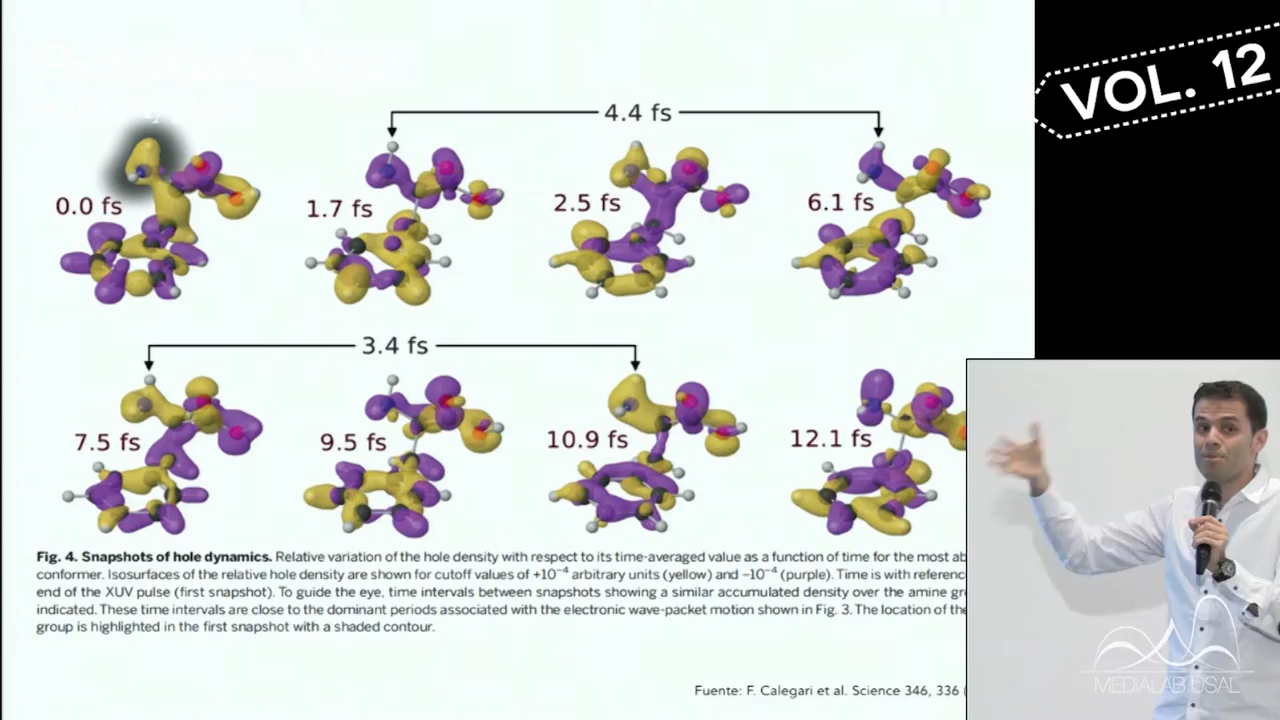 VOL. 12
4.4 fs
0.0 fs
1.7 fs
2.5 fs
6.1 fs
3.4 fs
7.5 fs
9.5 fs
10.9 fs
12.1 fs
Fig. 4. Snapshots of hole dynamics. Relative variation of the hole density with respect to its time-averaged value as a function of time for the most ab
conformer. Isosurfaces of the relative hole density are shown for cutoff values of +10⁻⁴ arbitrary units (yellow) and −10⁻⁴ (purple). Time is with referenc
end of the XUV pulse (first snapshot). To guide the eye, time intervals between snapshots showing a similar accumulated density over the amine gr
indicated. These time intervals are close to the dominant periods associated with the electronic wave-packet motion shown in Fig. 3. The location of the
group is highlighted in the first snapshot with a shaded contour.
Fuente: F. Calegari et al. Science 346, 336 (
MEDIALAB USAL